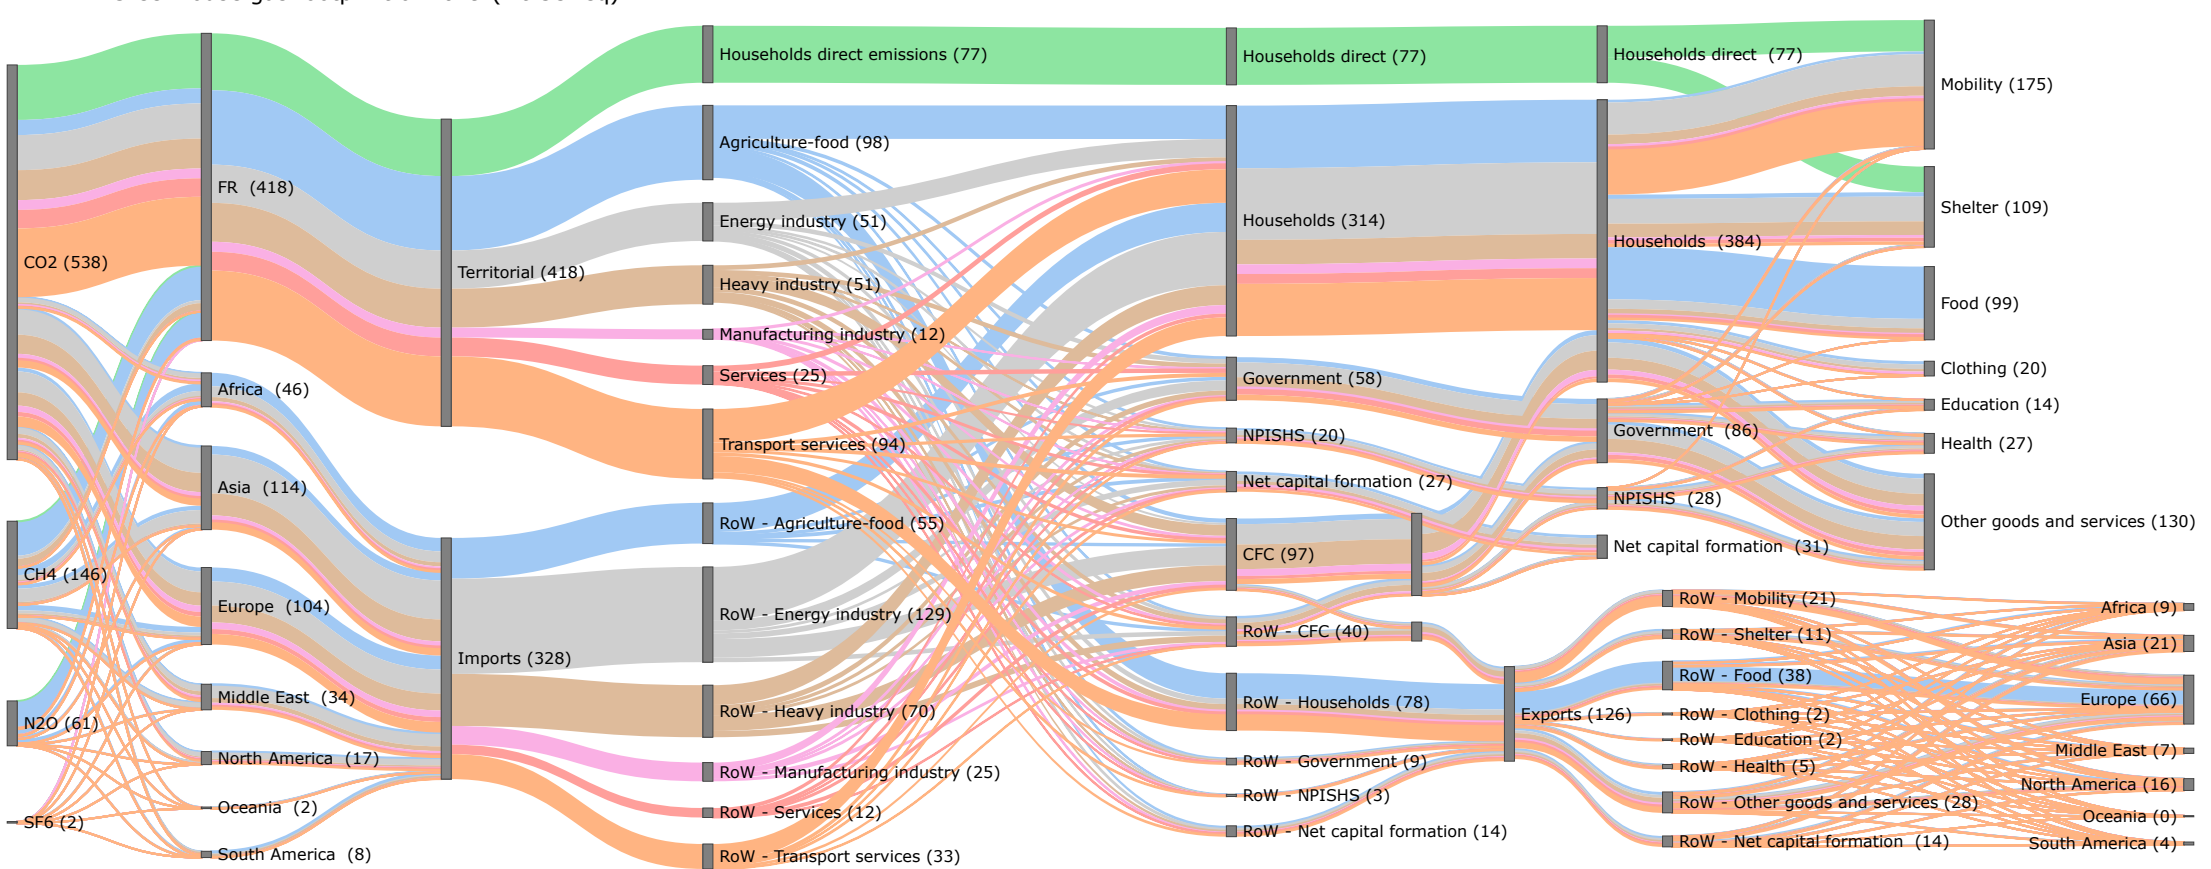 CO2 (538)
CH4 (146)
N2O (61)
SF6 (2)
FR  (418)
Africa  (46)
Asia  (114)
Europe  (104)
Middle East  (34)
North America  (17)
Oceania  (2)
South America  (8)
Territorial (418)
Imports (328)
Households direct emissions (77)
Agriculture-food (98)
Energy industry (51)
Heavy industry (51)
Manufacturing industry (12)
Services (25)
Transport services (94)
RoW - Agriculture-food (55)
RoW - Energy industry (129)
RoW - Heavy industry (70)
RoW - Manufacturing industry (25)
RoW - Services (12)
RoW - Transport services (33)
Households direct (77)
Households (314)
Government (58)
NPISHS (20)
Net capital formation (27)
CFC (97)
RoW - CFC (40)
RoW - Households (78)
RoW - Government (9)
RoW - NPISHS (3)
RoW - Net capital formation (14)
Exports (126)
Households direct  (77)
Households  (384)
Government  (86)
NPISHS  (28)
Net capital formation  (31)
RoW - Mobility (21)
RoW - Shelter (11)
RoW - Food (38)
RoW - Clothing (2)
RoW - Education (2)
RoW - Health (5)
RoW - Other goods and services (28)
RoW - Net capital formation  (14)
Mobility (175)
Shelter (109)
Food (99)
Clothing (20)
Education (14)
Health (27)
Other goods and services (130)
Africa (9)
Asia (21)
Europe (66)
Middle East (7)
North America (16)
Oceania (0)
South America (4)